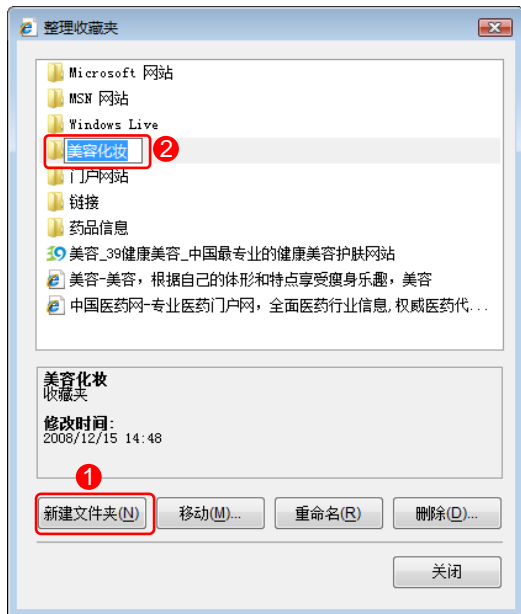 整理收藏夹
Microsoft 网站
MSN 网站
Windows Live
美容化妆
2
门户网站
链接
药品信息
39 美容_39健康美容_中国最专业的健康美容护肤网站
美容-美容，根据自己的体形和特点享受瘦身乐趣，美容
中国医药网-专业医药门户网，全面医药行业信息,权威医药代...
美容化妆
收藏夹
修改时间:
2008/12/15 14:48
1
新建文件夹(N) 移动(M)... 重命名(R) 删除(D)...
关闭